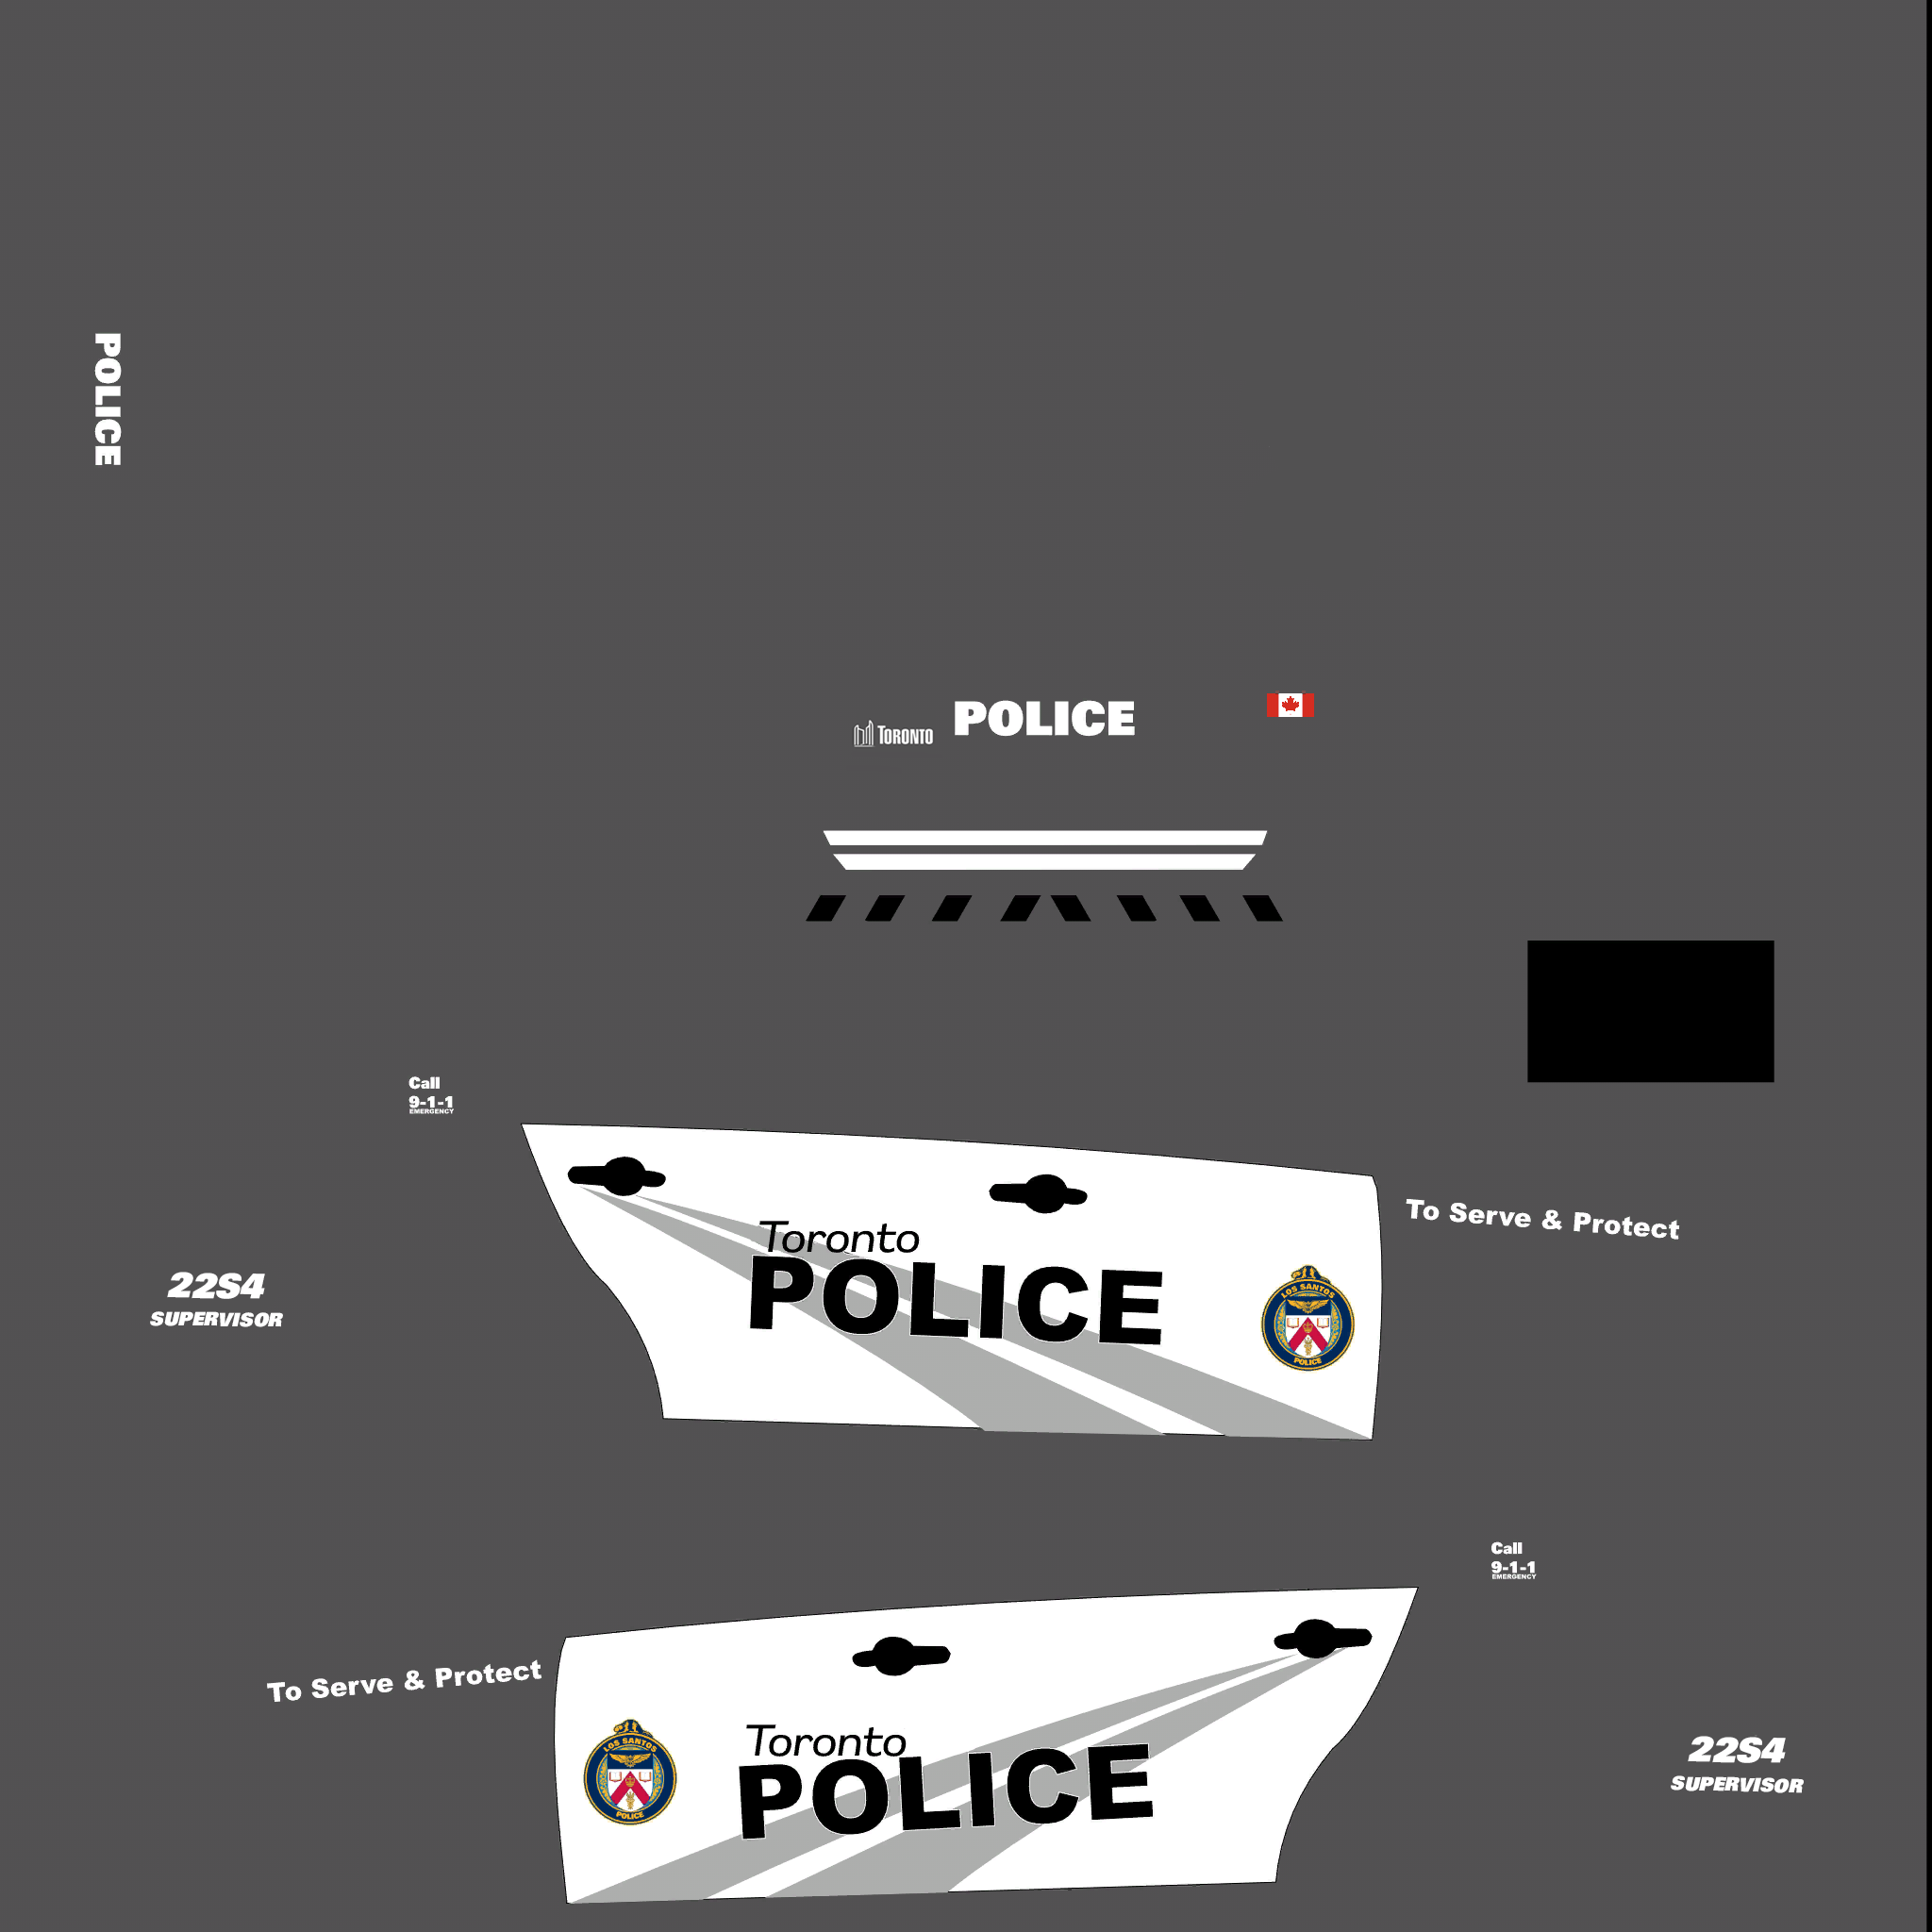 POLICE
TORONTO
POLICE
Call
9-1-1
EMERGENCY
To Serve & Protect
Toronto
POLICE
22S4
SUPERVISOR
LOS SANTOS
POLICE
Call
9-1-1
EMERGENCY
To Serve & Protect
LOS SANTOS
POLICE
Toronto
POLICE
22S4
SUPERVISOR